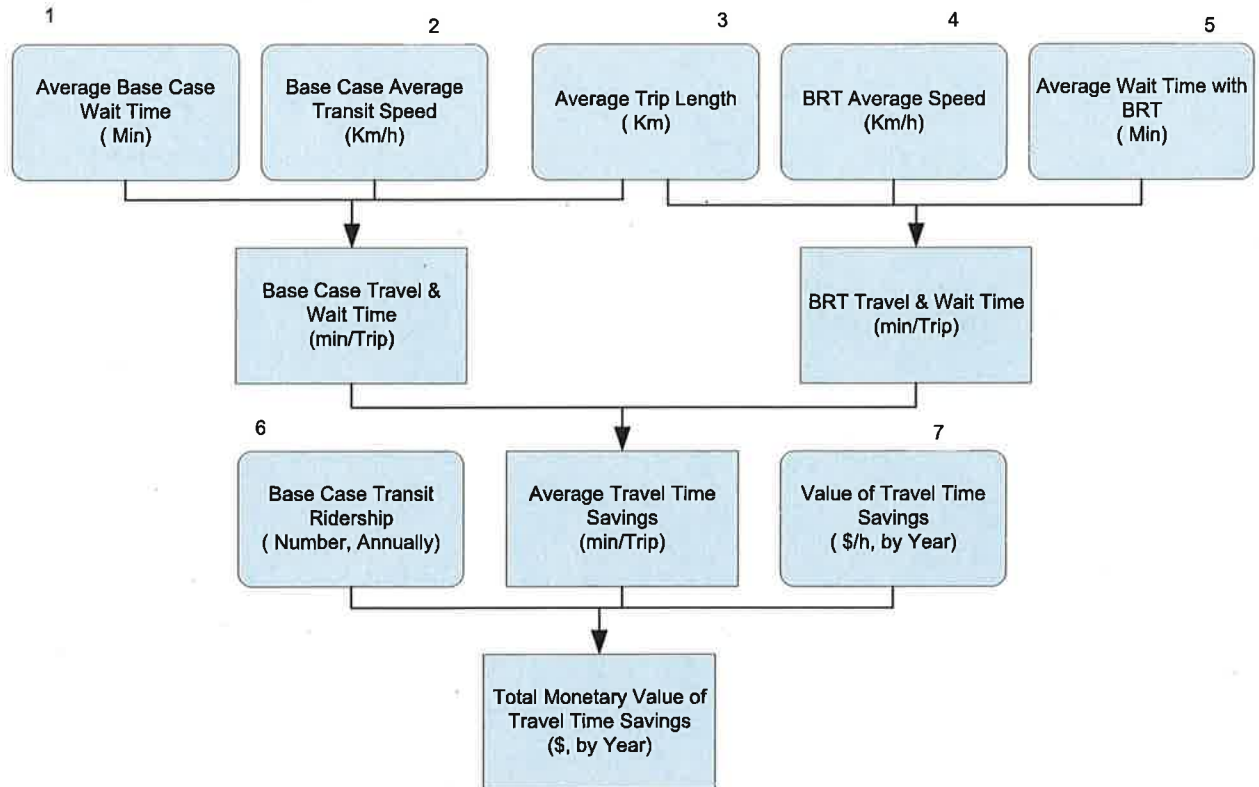 1
2
3
4
5
Average Base Case
Wait Time
( Min)
Base Case Average
Transit Speed
(Km/h)
Average Trip Length
( Km)
BRT Average Speed
(Km/h)
Average Wait Time with
BRT
( Min)
Base Case Travel &
Wait Time
(min/Trip)
BRT Travel & Wait Time
(min/Trip)
6
7
Base Case Transit
Ridership
( Number, Annually)
Average Travel Time
Savings
(min/Trip)
Value of Travel Time
Savings
( $/h, by Year)
Total Monetary Value of
Travel Time Savings
($, by Year)